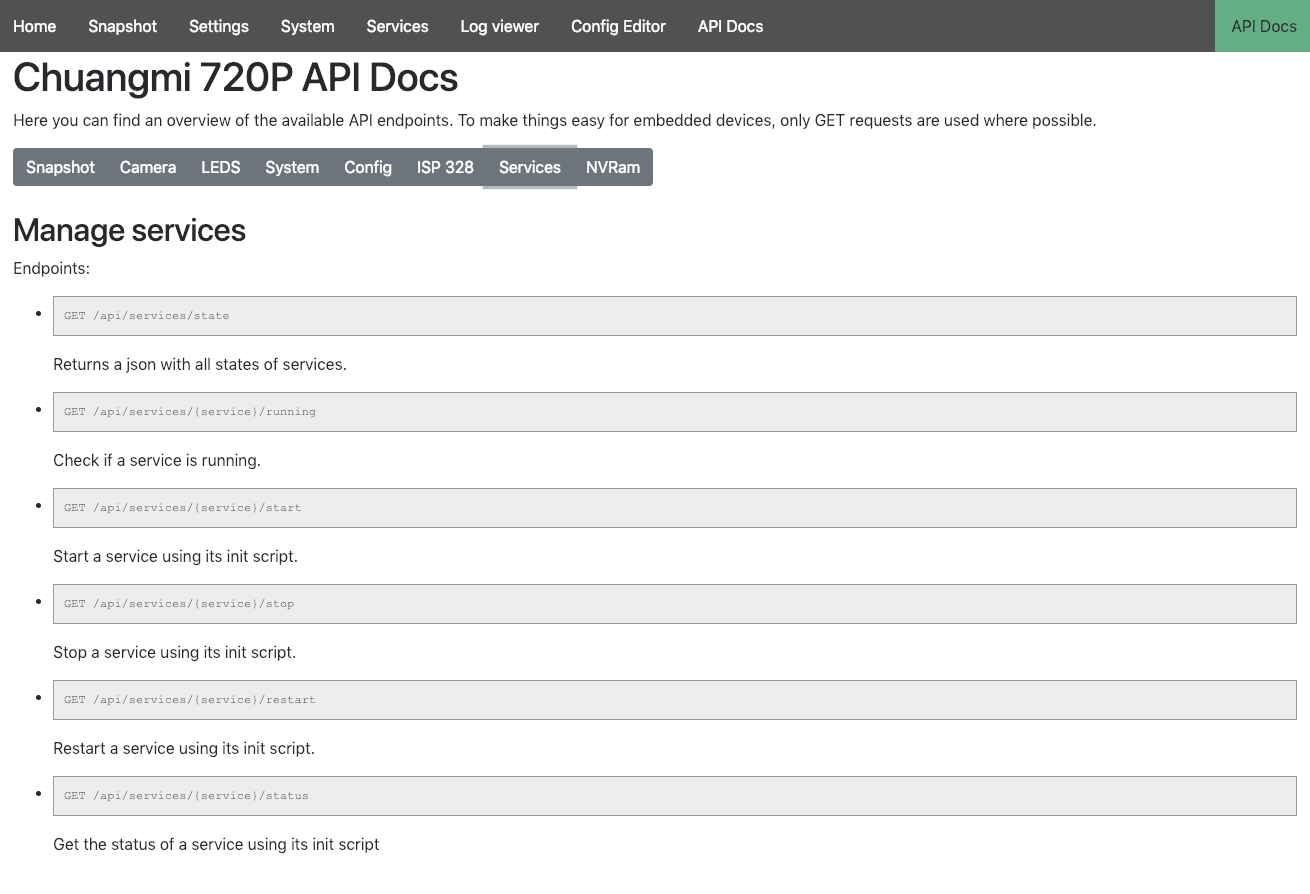 Home Snapshot Settings System Services Log viewer Config Editor API Docs API Docs
Chuangmi 720P API Docs
Here you can find an overview of the available API endpoints. To make things easy for embedded devices, only GET requests are used where possible.
Snapshot Camera LEDS System Config ISP 328 Services NVRam
Manage services
Endpoints:
GET /api/services/state
Returns a json with all states of services.
GET /api/services/{service}/running
Check if a service is running.
GET /api/services/{service}/start
Start a service using its init script.
GET /api/services/{service}/stop
Stop a service using its init script.
GET /api/services/{service}/restart
Restart a service using its init script.
GET /api/services/{service}/status
Get the status of a service using its init script